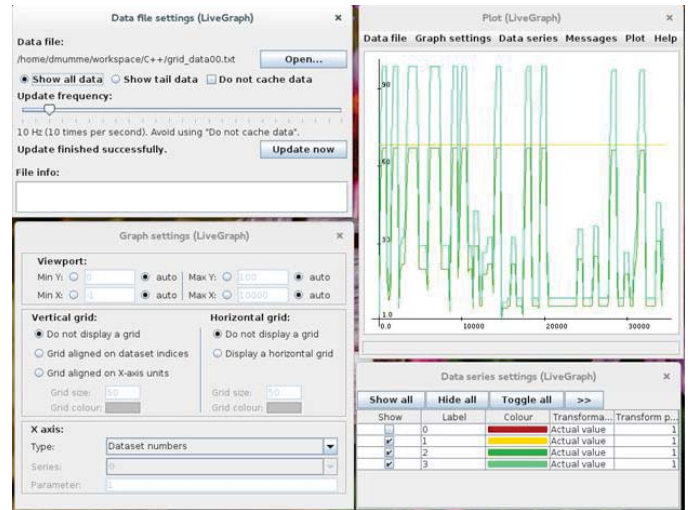 Data file settings (LiveGraph) ×
Data file:
/home/dmumme/workspace/C++/grid_data00.txt Open...
Show all data Show tail data Do not cache data
Update frequency:
10 Hz (10 times per second). Avoid using "Do not cache data".
Update finished successfully. Update now
File info:
Graph settings (LiveGraph) ×
Viewport:
Min Y: 0 auto Max Y: 100 auto
Min X: -1 auto Max X: 10000 auto
Vertical grid: Horizontal grid:
Do not display a grid Do not display a grid
Grid aligned on dataset indices Display a horizontal grid
Grid aligned on X-axis units
Grid size: 50 Grid size: 50
Grid colour: Grid colour:
X axis:
Type: Dataset numbers
Series: 0
Parameter: 1
Plot (LiveGraph) ×
Data file Graph settings Data series Messages Plot Help
90
60
1.0
0.0 10000 20000 30000
Data series settings (LiveGraph) ×
Show all Hide all Toggle all >>
Show Label Colour Transforma... Transform p...
0 Actual value 1
1 Actual value 1
2 Actual value 1
3 Actual value 1